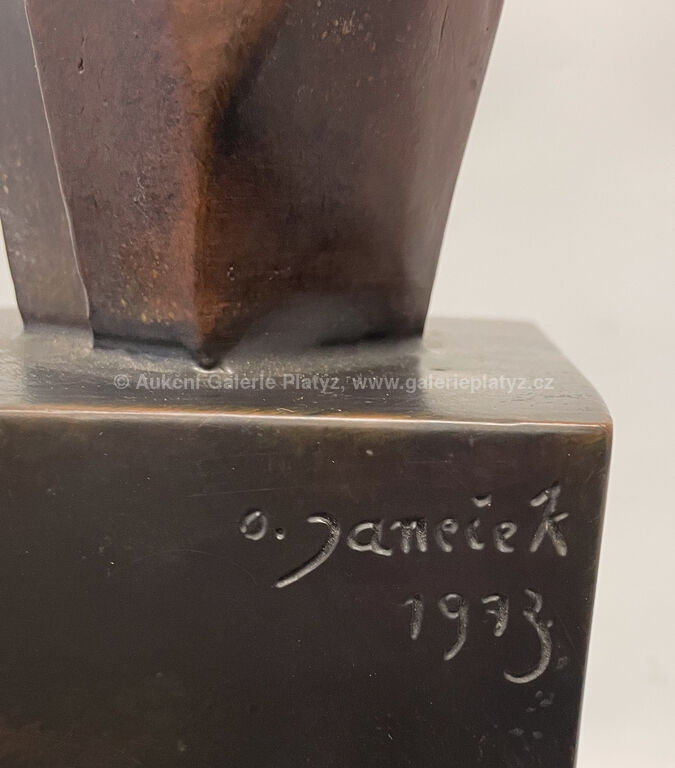 © Aukční Galerie Platýz, www.galerieplatyz.cz
o. Janeček
1973